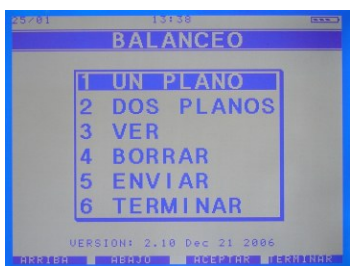 25/01 13:38
BALANCEO
1 UN PLANO
2 DOS PLANOS
3 VER
4 BORRAR
5 ENVIAR
6 TERMINAR
VERSION: 2.10 Dec 21 2006
ARRIBA ABAJO ACEPTAR TERMINAR